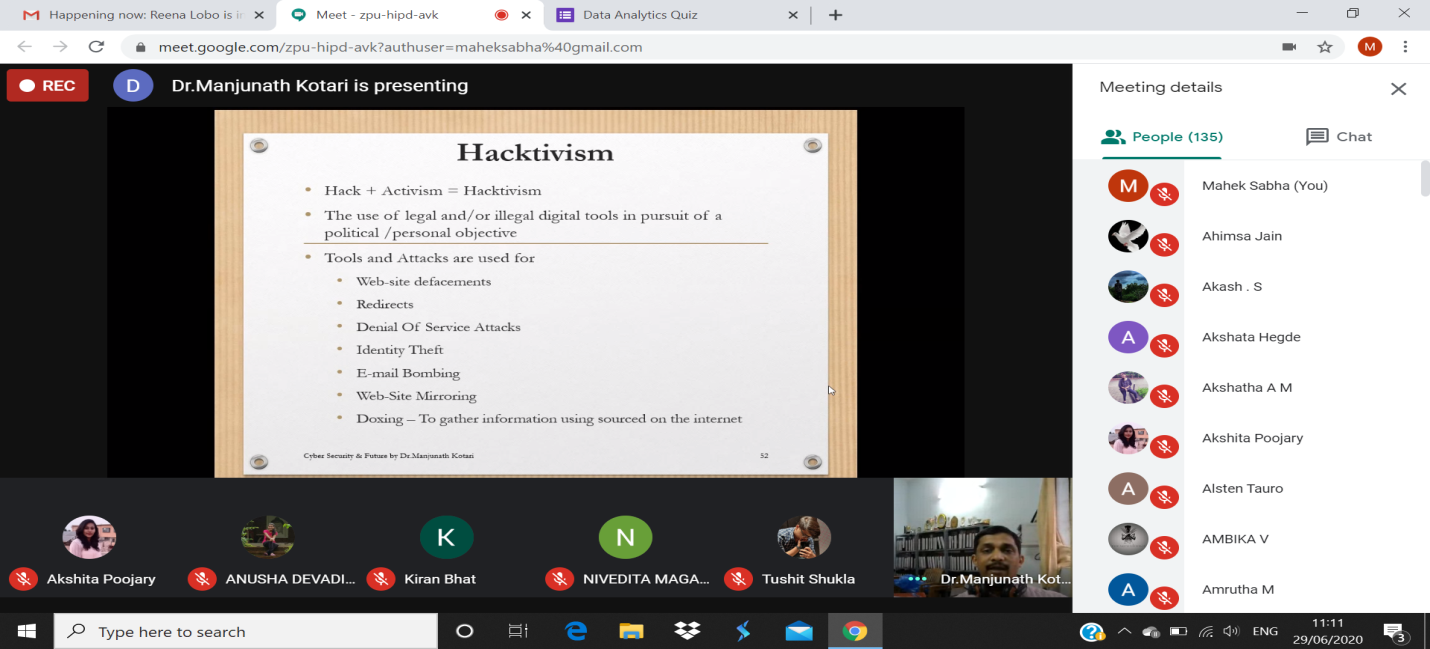 Happening now: Reena Lobo is in
Meet - zpu-hipd-avk
Data Analytics Quiz
meet.google.com/zpu-hipd-avk?authuser=maheksabha%40gmail.com
M
REC
D
Dr.Manjunath Kotari is presenting
Hacktivism
Hack + Activism = Hacktivism
The use of legal and/or illegal digital tools in pursuit of a
political /personal objective
Tools and Attacks are used for
Web-site defacements
Redirects
Denial Of Service Attacks
Identity Theft
E-mail Bombing
Web-Site Mirroring
Doxing – To gather information using sourced on the internet
Cyber Security & Future by Dr.Manjunath Kotari
52
Akshita Poojary
ANUSHA DEVADI...
K
Kiran Bhat
N
NIVEDITA MAGA...
Tushit Shukla
Dr.Manjunath Kot...
Meeting details
People (135)
Chat
M
Mahek Sabha (You)
Ahimsa Jain
Akash . S
A
Akshata Hegde
Akshatha A M
Akshita Poojary
A
Alsten Tauro
AMBIKA V
A
Amrutha M
Type here to search
ENG
11:11
29/06/2020
3